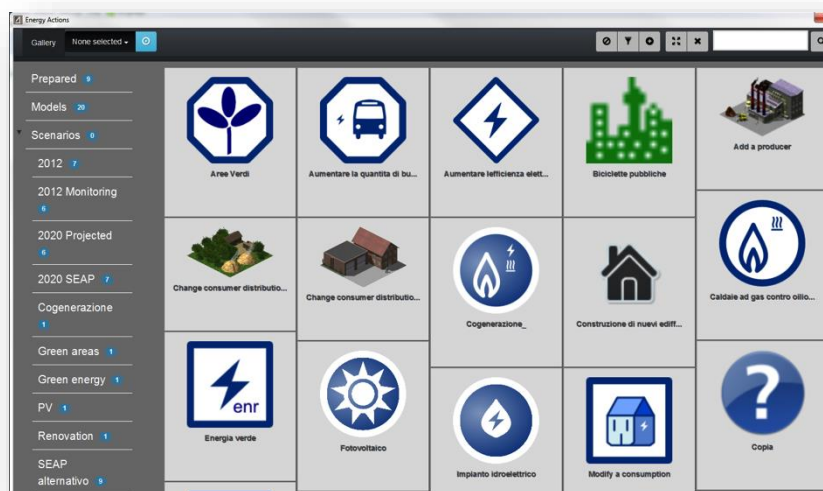 Energy Actions
Gallery None selected
Prepared 9
Models 20
Scenarios 0
2012 7
2012 Monitoring
6
2020 Projected
6
2020 SEAP 7
Cogenerazione
1
Green areas 1
Green energy 1
PV 1
Renovation 1
SEAP
alternativo 9
Aree Verdi
Aumentare la quantita di bu...
Aumentare lefficienza elett...
Biciclette pubbliche
Add a producer
Change consumer distributio...
Change consumer distributio...
Cogenerazione_
Construzione di nuevi ediff...
Caldaie ad gas contro ollio...
enr
Energia verde
Fotovoltaico
Impianto idroelettrico
Modify a consumption
?
Copia